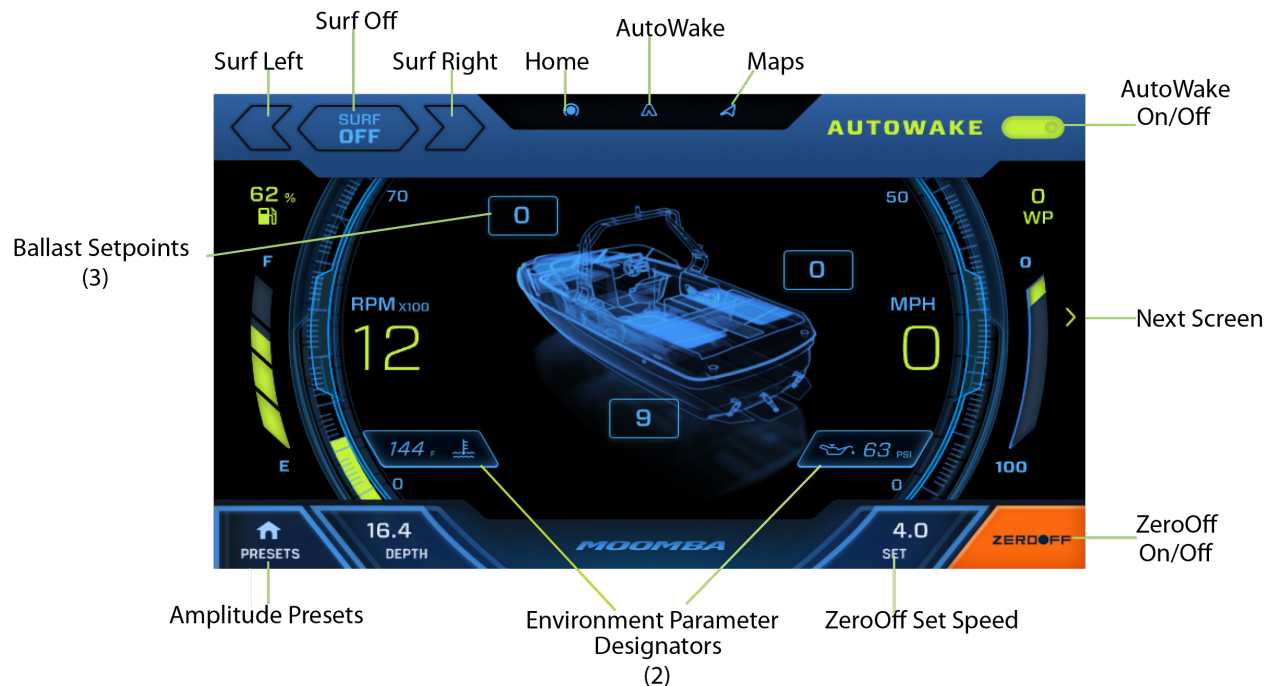 Surf Off
AutoWake
Surf Left
Surf Right
Home
Maps
AutoWake
On/Off
SURF
OFF
AUTOWAKE
62 %
70
50
0
WP
0
Ballast Setpoints
(3)
F
0
0
RPM X100
12
MPH
0
Next Screen
9
144 F
63 PSI
E
0
0
100
PRESETS
16.4
DEPTH
MOOMBA
4.0
SET
ZEROOFF
ZeroOff
On/Off
Amplitude Presets
Environment Parameter
Designators
(2)
ZeroOff Set Speed